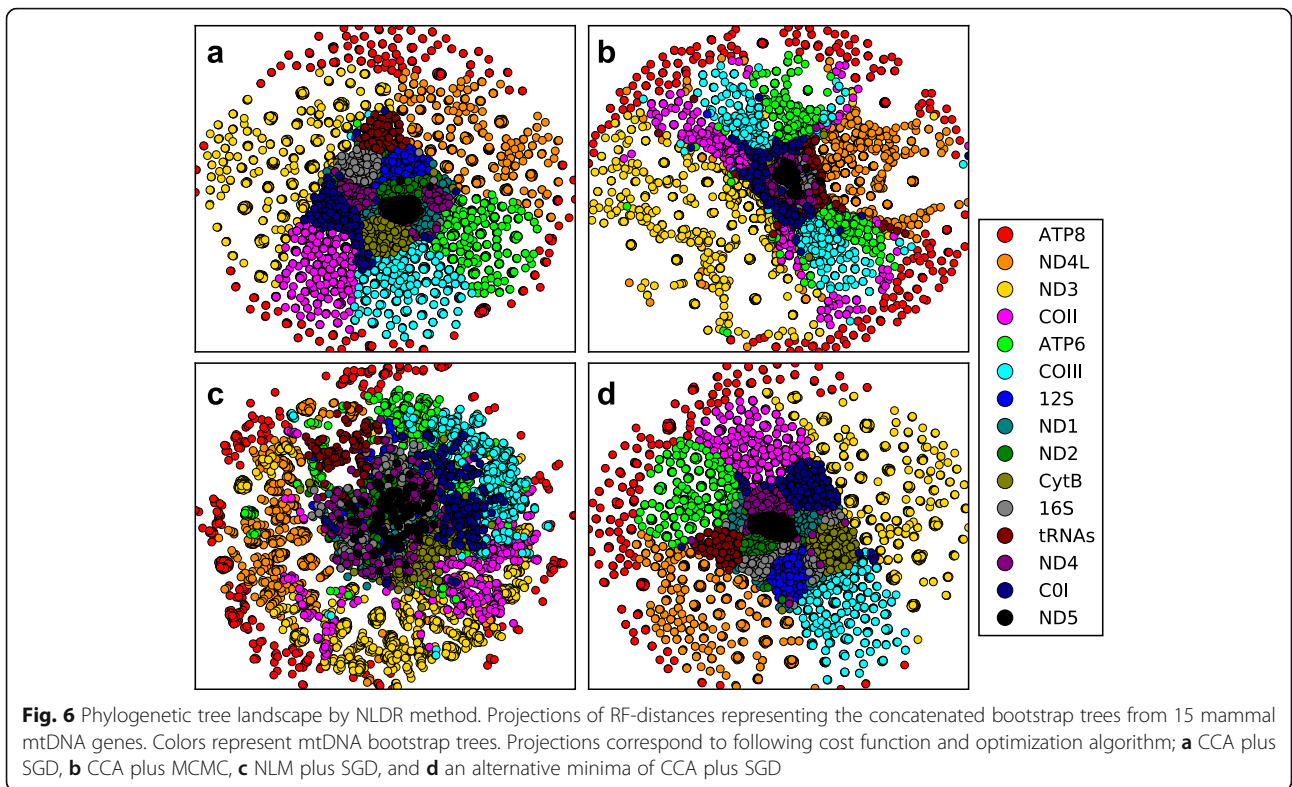 a
b
c
d
ATP8
ND4L
ND3
COII
ATP6
COIII
12S
ND1
ND2
CytB
16S
tRNAs
ND4
C0I
ND5
Fig. 6 Phylogenetic tree landscape by NLDR method. Projections of RF-distances representing the concatenated bootstrap trees from 15 mammal
mtDNA genes. Colors represent mtDNA bootstrap trees. Projections correspond to following cost function and optimization algorithm; a CCA plus
SGD, b CCA plus MCMC, c NLM plus SGD, and d an alternative minima of CCA plus SGD